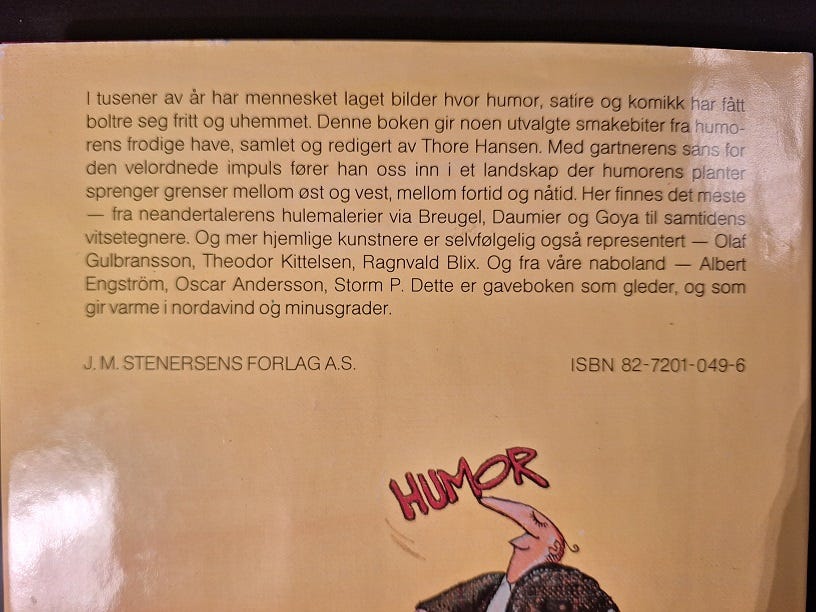 I tusener av år har mennesket laget bilder hvor humor, satire og komikk har fått
boltre seg fritt og uhemmet. Denne boken gir noen utvalgte smakebiter fra humo-
rens frodige have, samlet og redigert av Thore Hansen. Med gartnerens sans for
den velordnede impuls fører han oss inn i et landskap der humorens planter
sprenger grenser mellom øst og vest, mellom fortid og nåtid. Her finnes det meste
— fra neandertalerens hulemalerier via Breugel, Daumier og Goya til samtidens
vitsetegnere. Og mer hjemlige kunstnere er selvfølgelig også representert — Olaf
Gulbransson, Theodor Kittelsen, Ragnvald Blix. Og fra våre naboland — Albert
Engström, Oscar Andersson, Storm P. Dette er gaveboken som gleder, og som
gir varme i nordavind og minusgrader.
J. M. STENERSENS FORLAG A.S. ISBN 82-7201-049-6
HUMOR